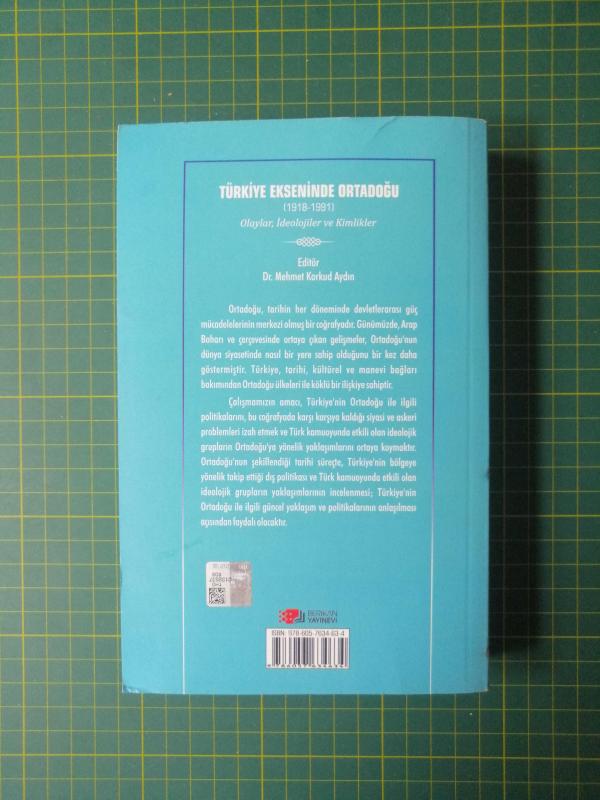 TÜRKİYE EKSENİNDE ORTADOĞU
(1918-1991)
Olaylar, İdeolojiler ve Kimlikler
Editör
Dr. Mehmet Korkud Aydın
Ortadoğu, tarihin her döneminde devletlerarası güç
mücadelelerinin merkezi olmuş bir coğrafyadır. Günümüzde, Arap
Baharı ve çerçevesinde ortaya çıkan gelişmeler, Ortadoğu'nun
dünya siyasetinde nasıl bir yere sahip olduğunu bir kez daha
göstermiştir. Türkiye, tarihi, kültürel ve manevi bağları
bakımından Ortadoğu ülkeleri ile köklü bir ilişkiye sahiptir.
Çalışmamızın amacı, Türkiye'nin Ortadoğu ile ilgili
politikalarını, bu coğrafyada karşı karşıya kaldığı siyasi ve askeri
problemleri izah etmek ve Türk kamuoyunda etkili olan ideolojik
grupların Ortadoğu'ya yönelik yaklaşımlarını ortaya koymaktır.
Ortadoğu'nun şekillendiği tarihi süreçte, Türkiye'nin bölgeye
yönelik takip ettiği dış politikası ve Türk kamuoyunda etkili olan
ideolojik grupların yaklaşımlarının incelenmesi; Türkiye'nin
Ortadoğu ile ilgili güncel yaklaşım ve politikalarının anlaşılması
açısından faydalı olacaktır.
BERİKAN
YAYINEVİ
ISBN: 978-605-7634-63-4
9 786057 634634